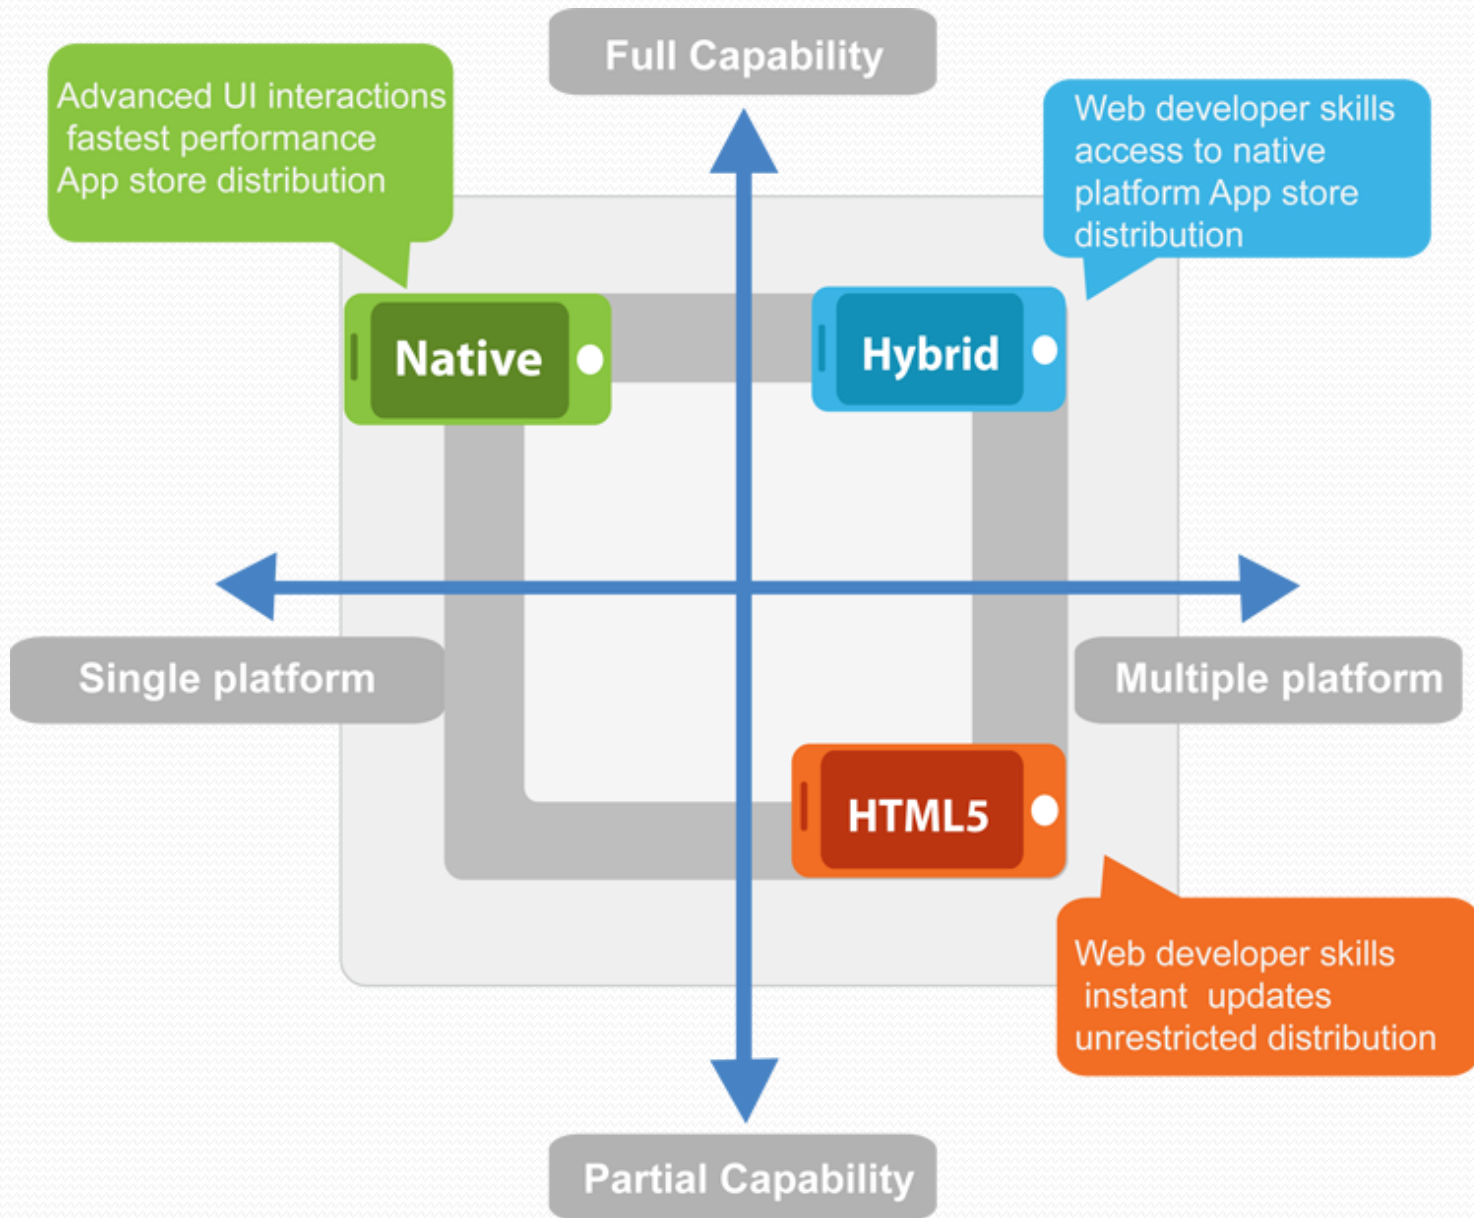 Full Capability
Advanced UI interactions
fastest performance
App store distribution
Web developer skills
access to native
platform App store
distribution
Native
Hybrid
Single platform
Multiple platform
HTML5
Web developer skills
instant updates
unrestricted distribution
Partial Capability